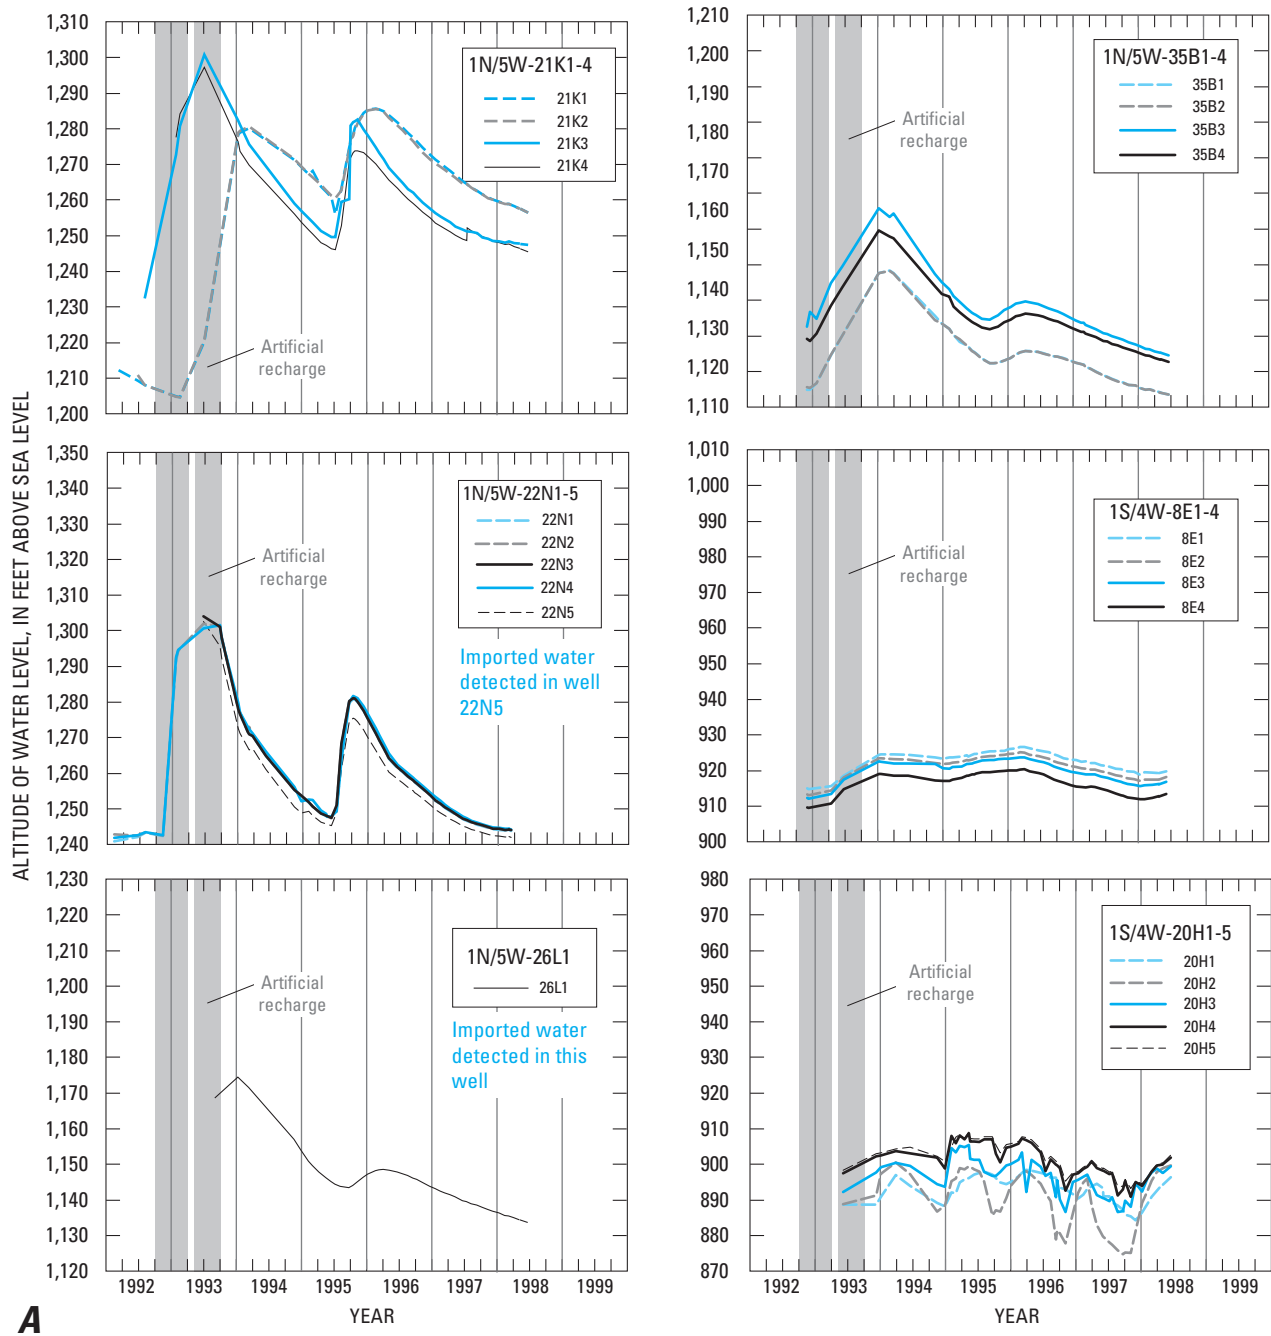 ALTITUDE OF WATER LEVEL, IN FEET ABOVE SEA LEVEL
1,310
1,300
1,290
1,280
1,270
1,260
1,250
1,240
1,230
1,220
1,210
1,200
1N/5W-21K1-4
21K1
21K2
21K3
21K4
Artificial
recharge
1,210
1,200
1,190
1,180
1,170
1,160
1,150
1,140
1,130
1,120
1,110
1N/5W-35B1-4
35B1
35B2
35B3
35B4
Artificial
recharge
1,350
1,340
1,330
1,320
1,310
1,300
1,290
1,280
1,270
1,260
1,250
1,240
1N/5W-22N1-5
22N1
22N2
22N3
22N4
22N5
Artificial
recharge
Imported water
detected in well
22N5
1,010
1,000
990
980
970
960
950
940
930
920
910
900
1S/4W-8E1-4
8E1
8E2
8E3
8E4
Artificial
recharge
1,230
1,220
1,210
1,200
1,190
1,180
1,170
1,160
1,150
1,140
1,130
1,120
1N/5W-26L1
26L1
Artificial
recharge
Imported water
detected in this
well
1992 1993 1994 1995 1996 1997 1998 1999
YEAR
980
970
960
950
940
930
920
910
900
890
880
870
1S/4W-20H1-5
20H1
20H2
20H3
20H4
20H5
Artificial
recharge
1992 1993 1994 1995 1996 1997 1998 1999
YEAR
A